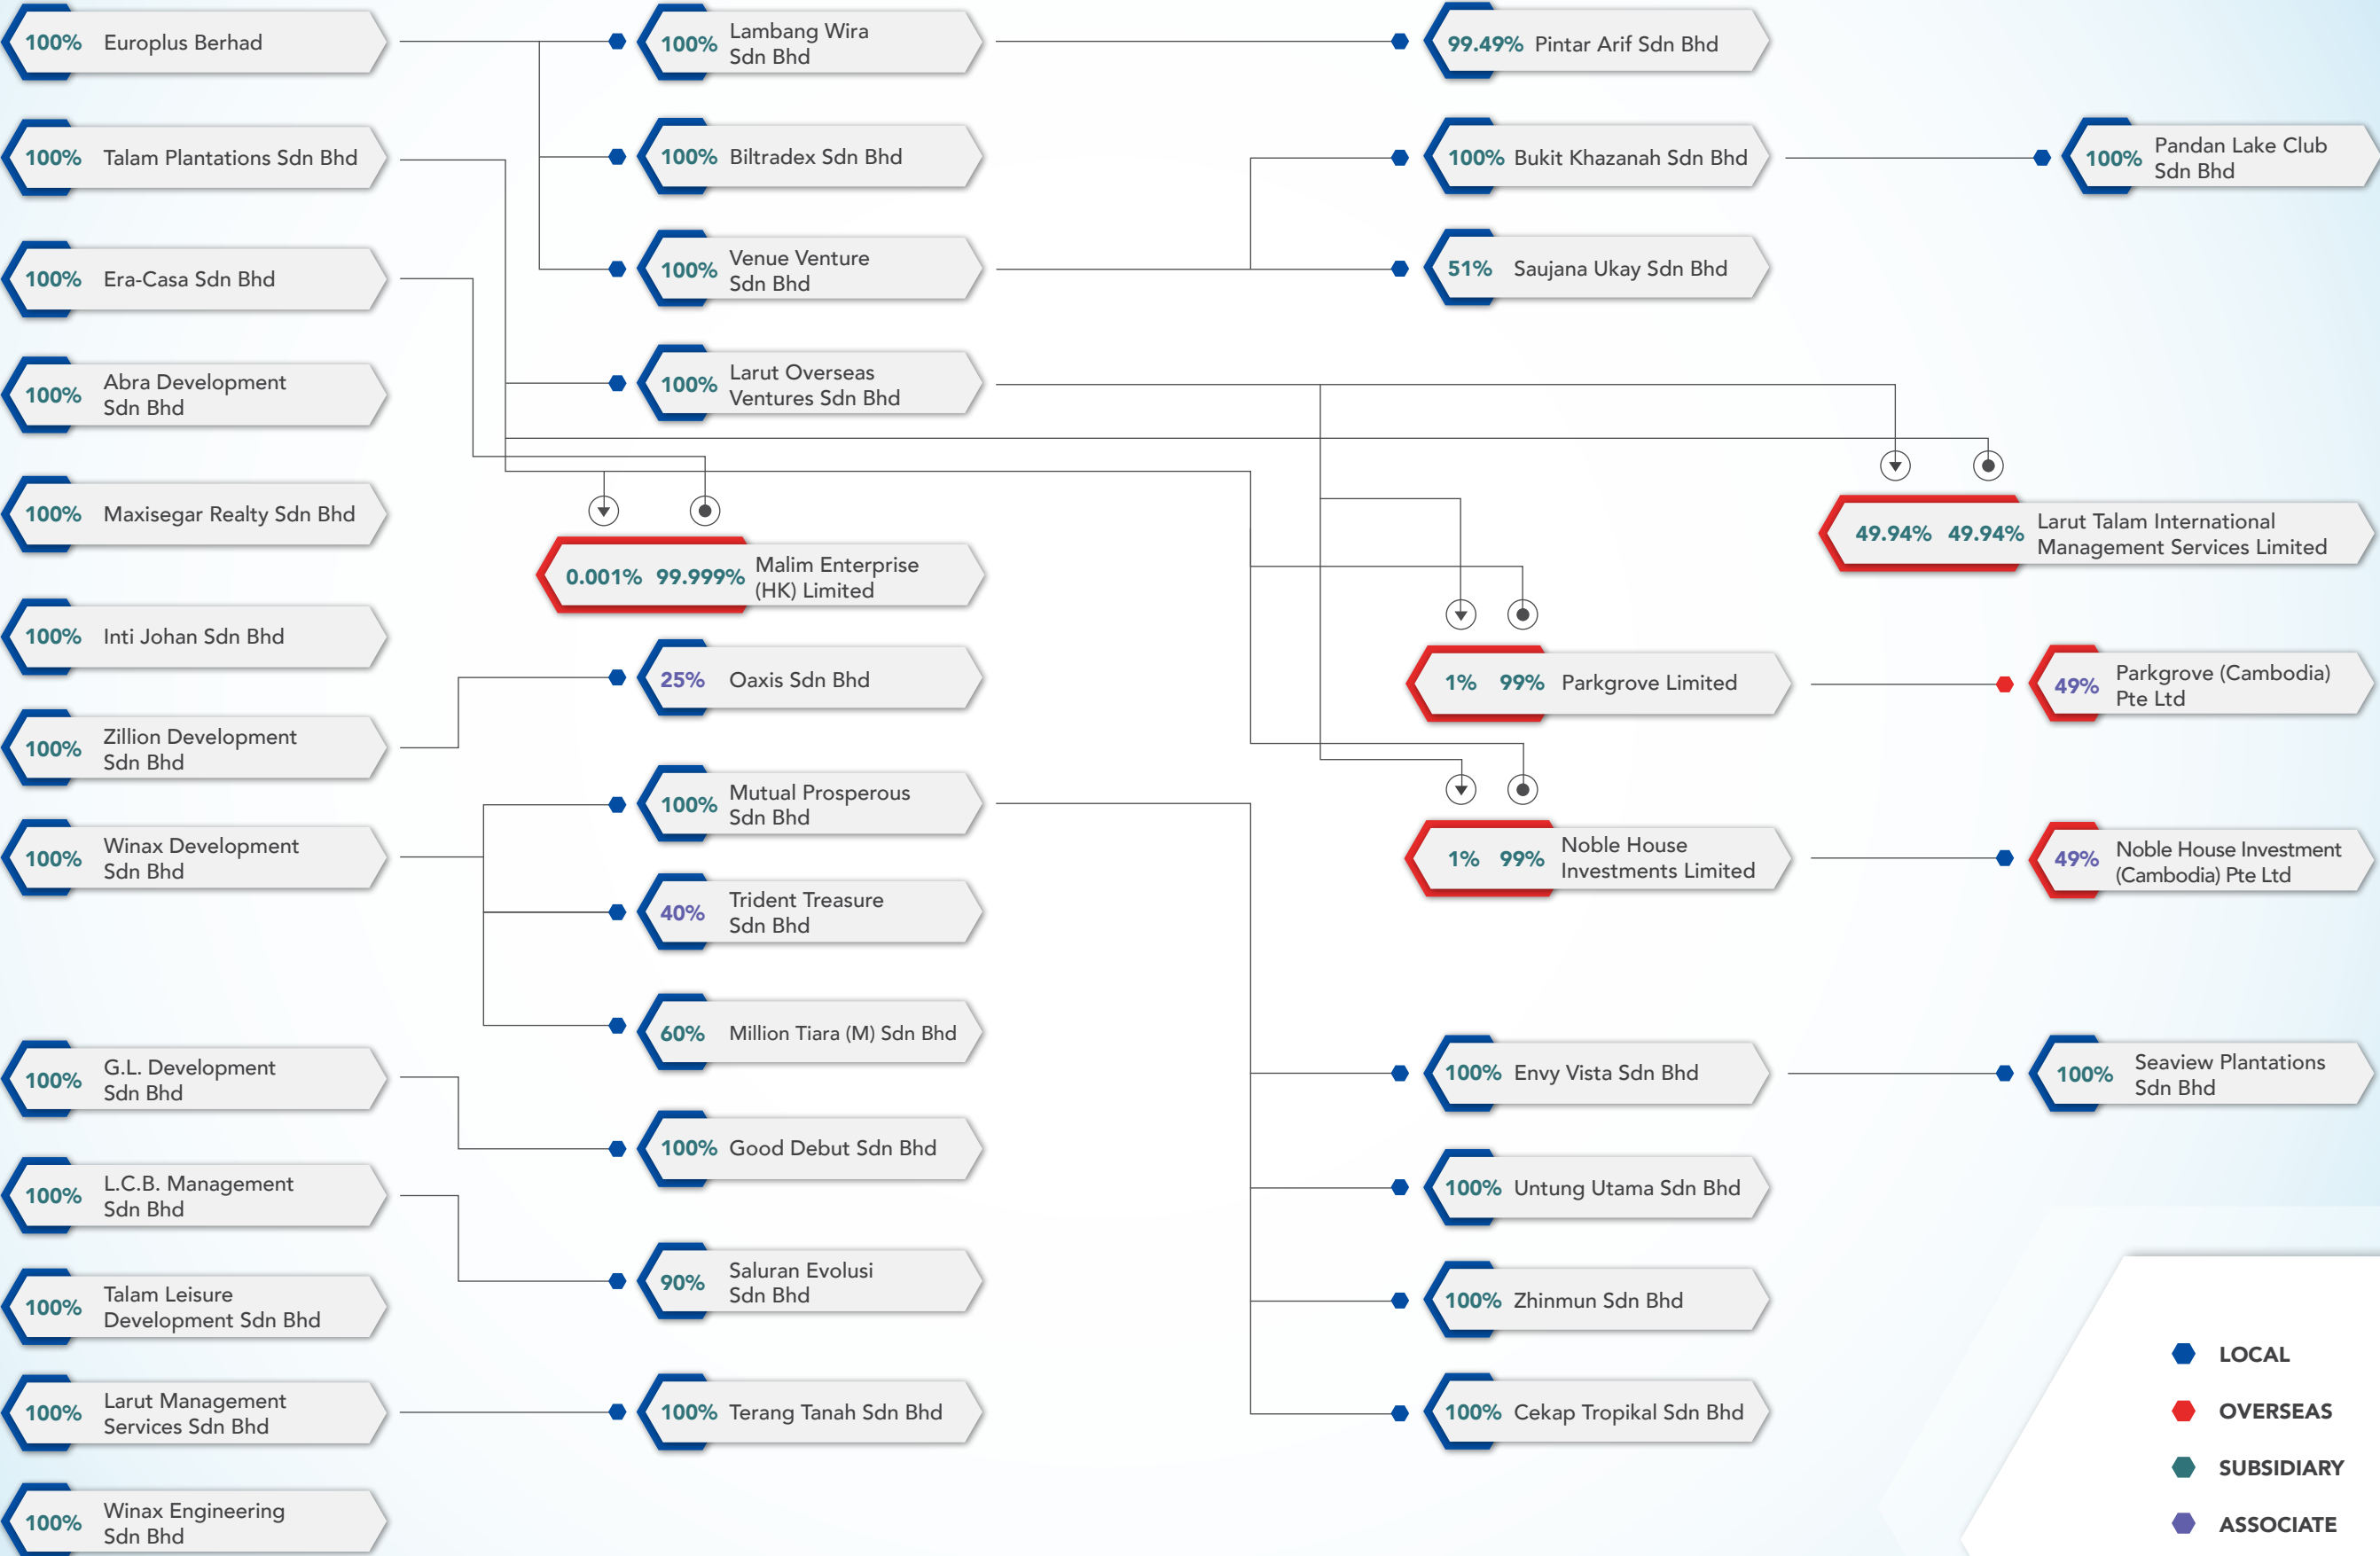 100% Europlus Berhad
100% Talam Plantations Sdn Bhd
100% Era-Casa Sdn Bhd
100% Abra Development
Sdn Bhd
100% Maxisegar Realty Sdn Bhd
100% Inti Johan Sdn Bhd
100% Zillion Development
Sdn Bhd
100% Winax Development
Sdn Bhd
100% G.L. Development
Sdn Bhd
100% L.C.B. Management
Sdn Bhd
100% Talam Leisure
Development Sdn Bhd
100% Larut Management
Services Sdn Bhd
100% Winax Engineering
Sdn Bhd
100% Lambang Wira
Sdn Bhd
100% Biltradex Sdn Bhd
100% Venue Venture
Sdn Bhd
100% Larut Overseas
Ventures Sdn Bhd
0.001% 99.999% Malim Enterprise
(HK) Limited
25% Oaxis Sdn Bhd
100% Mutual Prosperous
Sdn Bhd
40% Trident Treasure
Sdn Bhd
60% Million Tiara (M) Sdn Bhd
100% Good Debut Sdn Bhd
90% Saluran Evolusi
Sdn Bhd
100% Terang Tanah Sdn Bhd
99.49% Pintar Arif Sdn Bhd
100% Bukit Khazanah Sdn Bhd
51% Saujana Ukay Sdn Bhd
1% 99% Parkgrove Limited
1% 99% Noble House
Investments Limited
100% Envy Vista Sdn Bhd
100% Untung Utama Sdn Bhd
100% Zhinmun Sdn Bhd
100% Cekap Tropikal Sdn Bhd
100% Pandan Lake Club
Sdn Bhd
49.94% 49.94% Larut Talam International
Management Services Limited
49% Parkgrove (Cambodia)
Pte Ltd
49% Noble House Investment
(Cambodia) Pte Ltd
100% Seaview Plantations
Sdn Bhd
LOCAL
OVERSEAS
SUBSIDIARY
ASSOCIATE